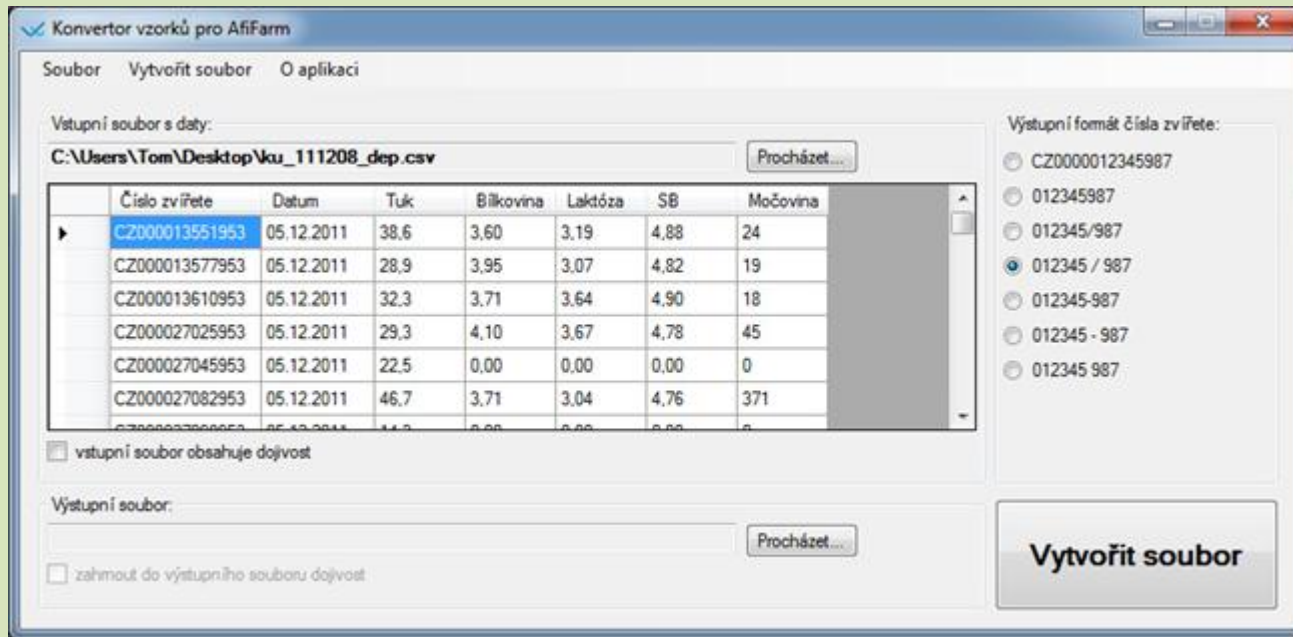 Konvertor vzorků pro AfiFarm
Soubor Vytvořit soubor O aplikaci
Vstupní soubor s daty:
C:\Users\Tom\Desktop\ku_111208_dep.csv Procházet...
Číslo zvířete Datum Tuk Bílkovina Laktóza SB Močovina
CZ000013551953 05.12.2011 38,6 3,60 3,19 4,88 24
CZ000013577953 05.12.2011 28,9 3,95 3,07 4,82 19
CZ000013610953 05.12.2011 32,3 3,71 3,64 4,90 18
CZ000027025953 05.12.2011 29,3 4,10 3,67 4,78 45
CZ000027045953 05.12.2011 22,5 0,00 0,00 0,00 0
CZ000027082953 05.12.2011 46,7 3,71 3,04 4,76 371
vstupní soubor obsahuje dojivost
Výstupní soubor:
Procházet...
zahrnout do výstupního souboru dojivost
Výstupní formát čísla zvířete:
CZ0000012345987
012345987
012345/987
012345 / 987
012345-987
012345 - 987
012345 987
Vytvořit soubor